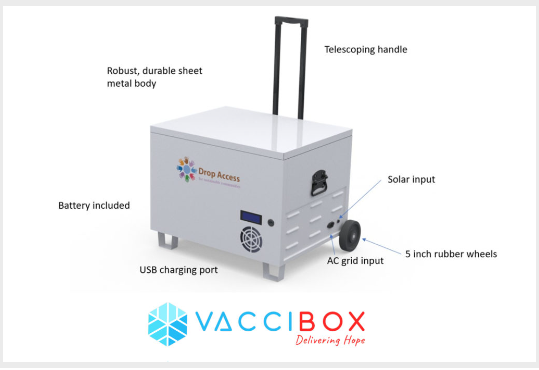 Telescoping handle
Robust, durable sheet
metal body
Drop Access
Solar input
Battery included
5 inch rubber wheels
AC grid input
USB charging port
VACCIBOX
Delivering Hope